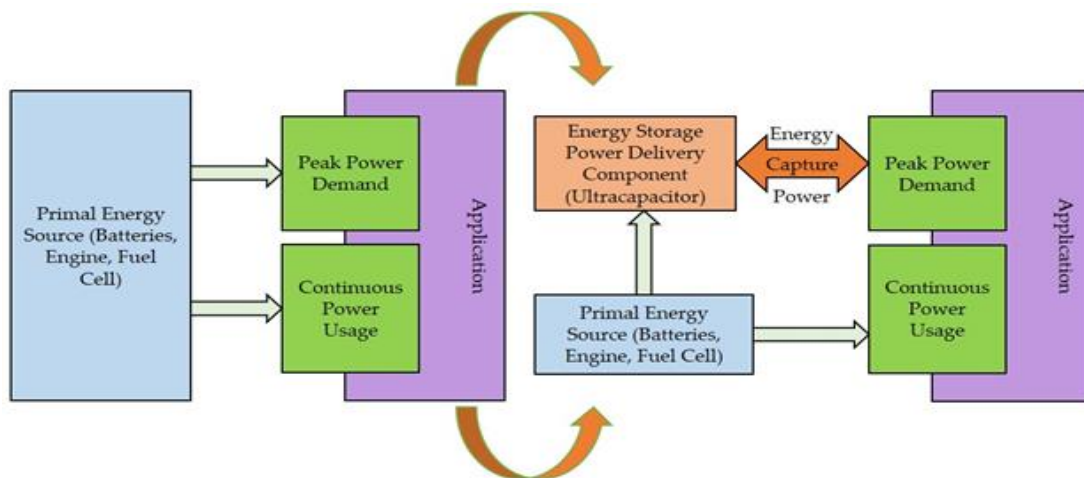 Primal Energy
Source (Batteries,
Engine, Fuel
Cell)
Peak Power
Demand
Continuous
Power
Usage
Application
Energy Storage
Power Delivery
Component
(Ultracapacitor)
Energy
Capture
Power
Primal Energy
Source (Batteries,
Engine, Fuel Cell)
Peak Power
Demand
Continuous
Power
Usage
Application